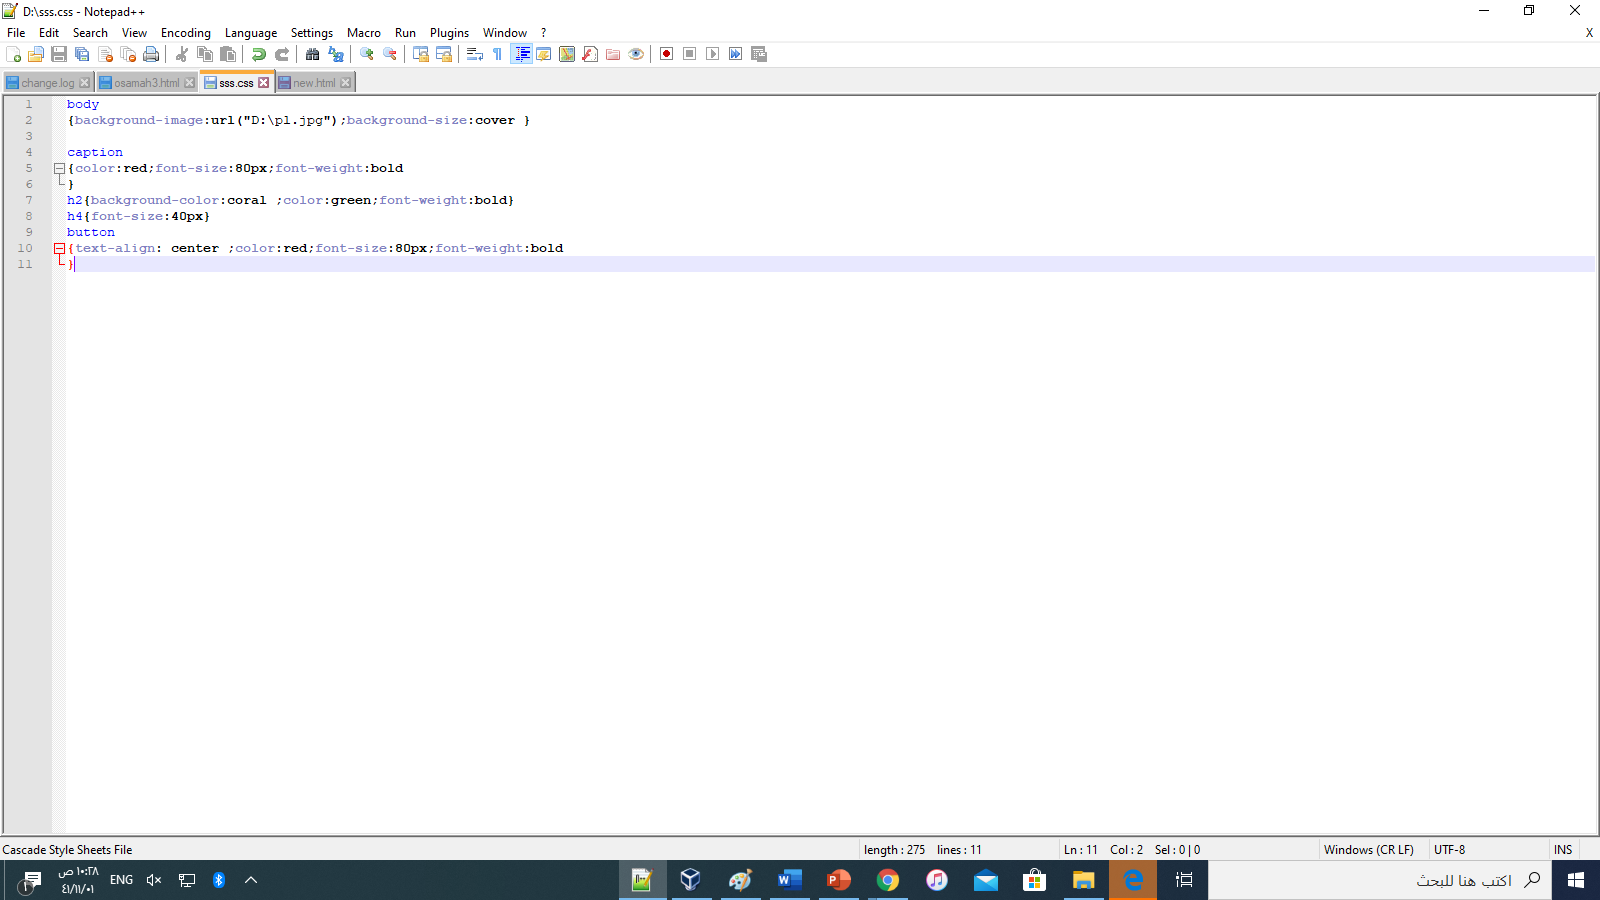 D:\sss.css - Notepad++
File Edit Search View Encoding Language Settings Macro Run Plugins Window ? X
change.log osamah3.html sss.css new.html
1 body
2 {background-image:url("D:\pl.jpg");background-size:cover }
3
4 caption
5 {color:red;font-size:80px;font-weight:bold
6 }
7 h2{background-color:coral ;color:green;font-weight:bold}
8 h4{font-size:40px}
9 button
10 {text-align: center ;color:red;font-size:80px;font-weight:bold
11 }
Cascade Style Sheets File length : 275 lines : 11 Ln : 11 Col : 2 Sel : 0 | 0 Windows (CR LF) UTF-8 INS
١٠:٢٨ ص
٤١/١١/٠١
1 ENG اكتب هنا للبحث